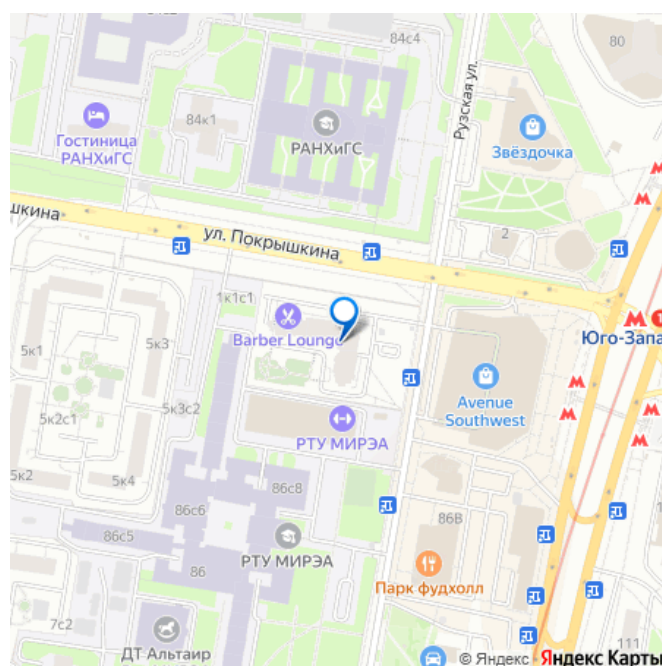 84с4
80
Рузская ул.
84к1
Гостиница
РАНХиГС
РАНХиГС
Звёздочка
шкина
ул. Покрышкина
2
1к1с1
Barber Lounge
Юго-Запа
5к1
5к3
Avenue
Southwest
5к2с1
5к3с2
РТУ МИРЭА
5к2
5к4
86с8
86с6
86В
86с5
РТУ МИРЭА
86
Парк фудхолл
7с2
ДТ Альтаир
111
© Яндекс
Яндекс Карты